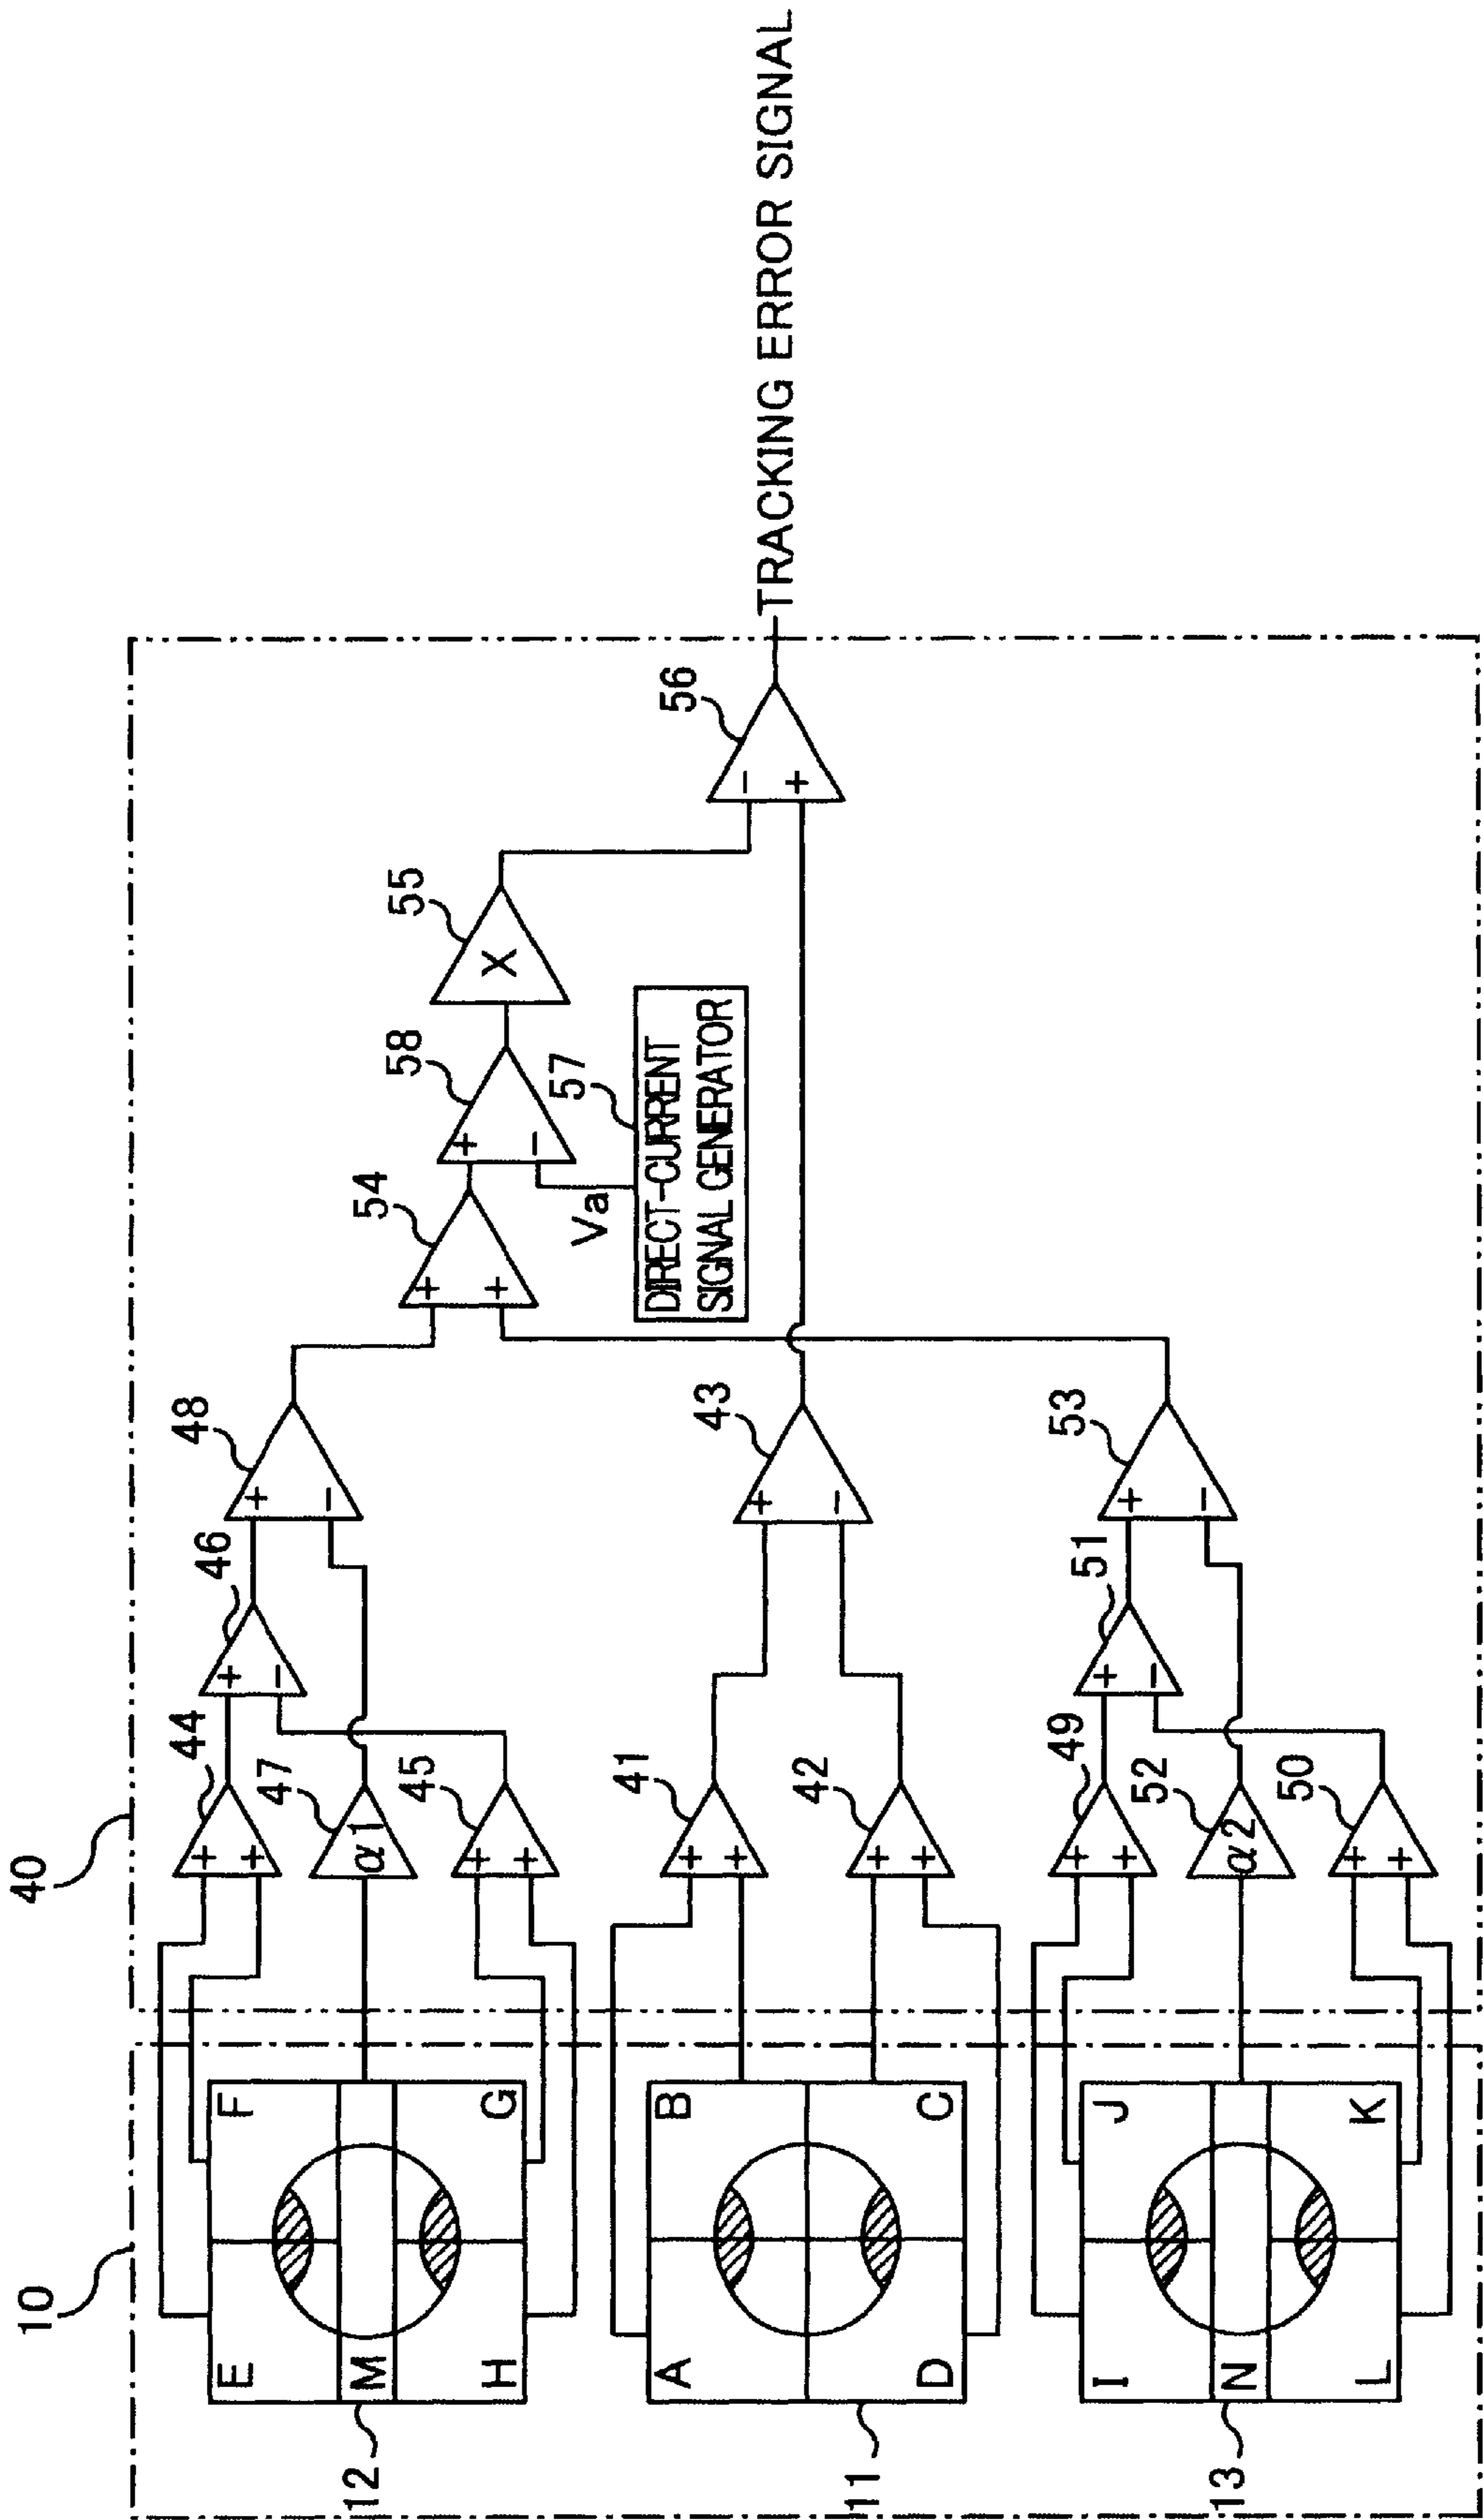 10
40
12
E
F
M
H
G
44
+
+
47
α1
45
+
+
46
+
-
48
+
-
11
A
B
D
C
41
+
+
42
+
+
43
+
-
13
I
J
N
L
K
49
+
+
52
α2
50
+
+
51
+
-
53
+
-
54
+
+
58
+
-
Va
57
DIRECT-CURRENT
SIGNAL GENERATOR
55
X
56
-
+
TRACKING ERROR SIGNAL